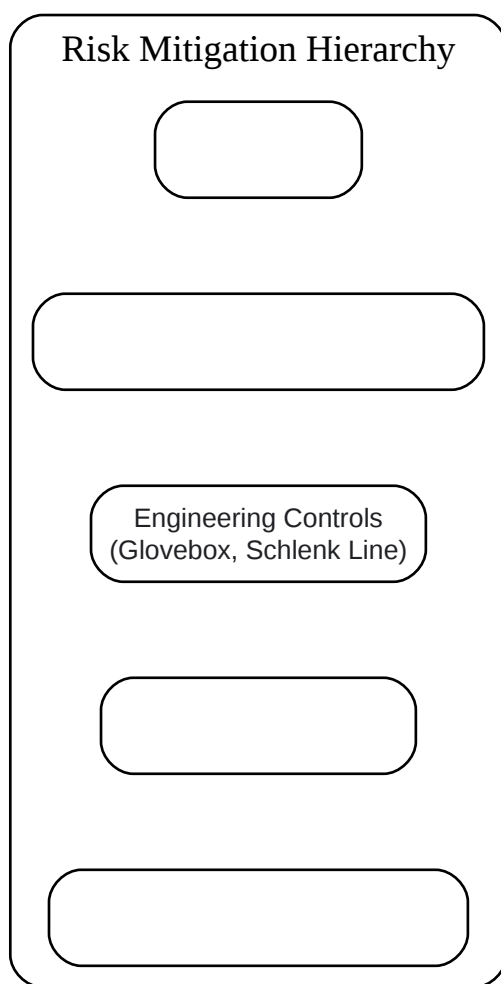 Risk Mitigation Hierarchy
Engineering Controls
(Glovebox, Schlenk Line)